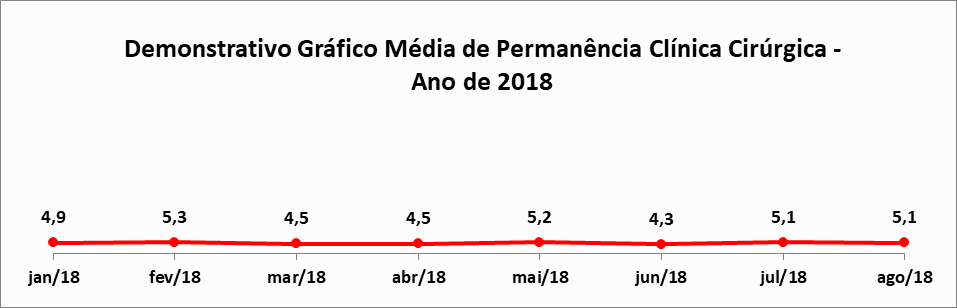 Demonstrativo Gráfico Média de Permanência Clínica Cirúrgica -
Ano de 2018
4,9 5,3 4,5 4,5 5,2 4,3 5,1 5,1
jan/18 fev/18 mar/18 abr/18 mai/18 jun/18 jul/18 ago/18